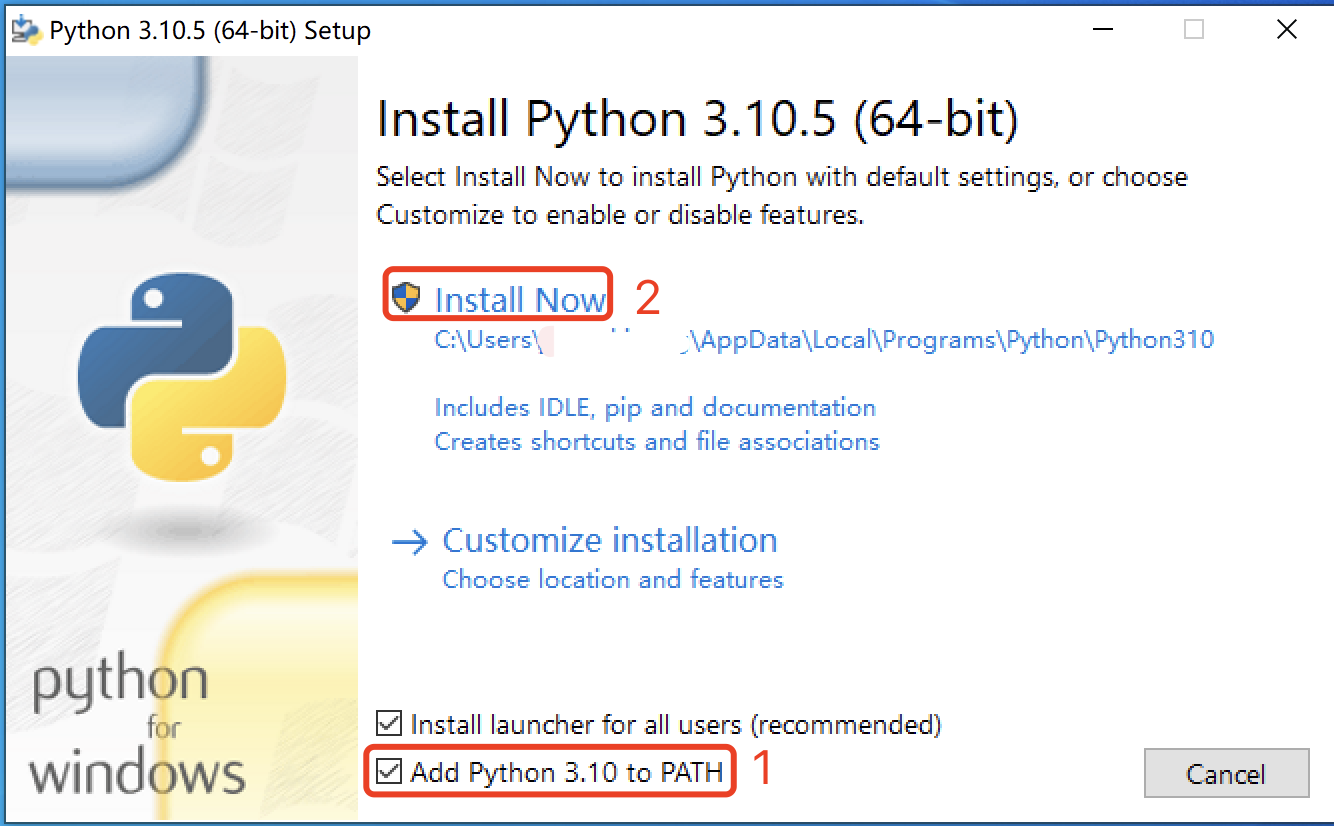 Python 3.10.5 (64-bit) Setup
Install Python 3.10.5 (64-bit)
Select Install Now to install Python with default settings, or choose
Customize to enable or disable features.
Install Now 2
C:\Users\ \AppData\Local\Programs\Python\Python310
Includes IDLE, pip and documentation
Creates shortcuts and file associations
Customize installation
Choose location and features
python
for
windows
Install launcher for all users (recommended)
Add Python 3.10 to PATH 1
Cancel